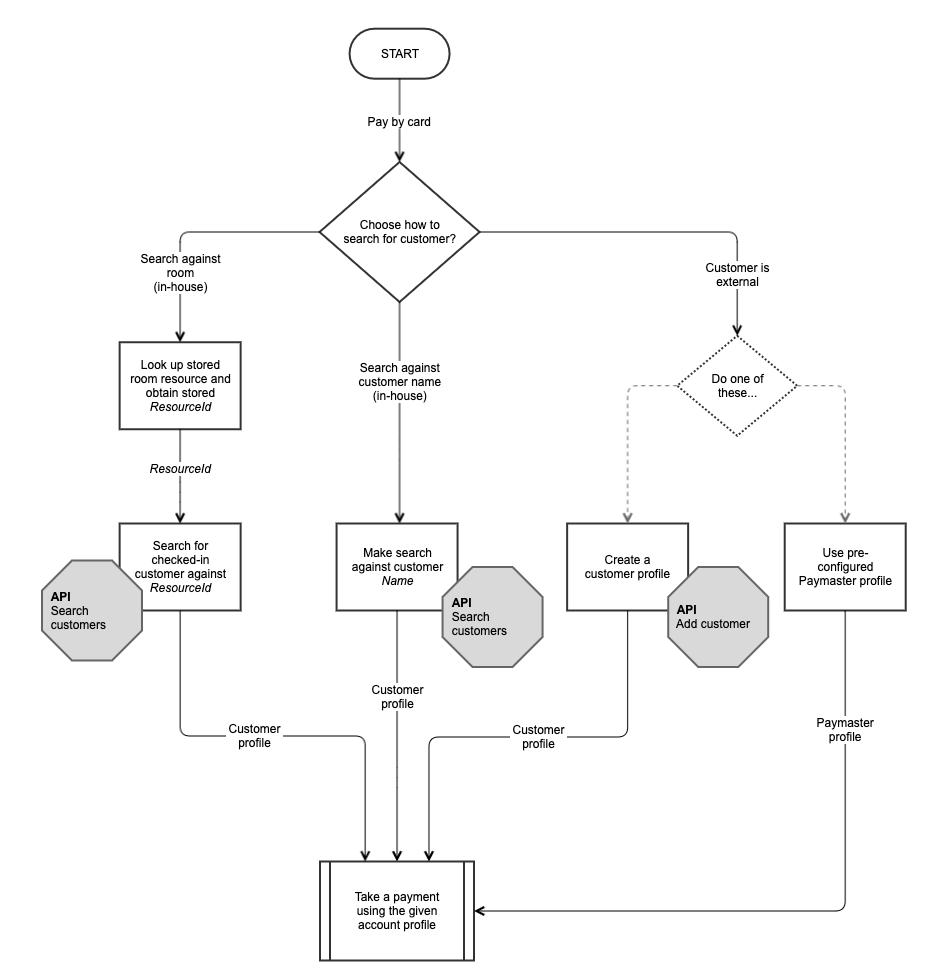 START
Pay by card
Choose how to
search for customer?
Search against
room
(in-house)
Customer is
external
Look up stored
room resource and
obtain stored
ResourceId
Search against
customer name
(in-house)
Do one of
these...
ResourceId
Search for
checked-in
customer against
ResourceId
API
Search
customers
Make search
against customer
Name
API
Search
customers
Create a
customer profile
API
Add customer
Use pre-
configured
Paymaster profile
Customer
profile
Customer
profile
Customer
profile
Paymaster
profile
Take a payment
using the given
account profile